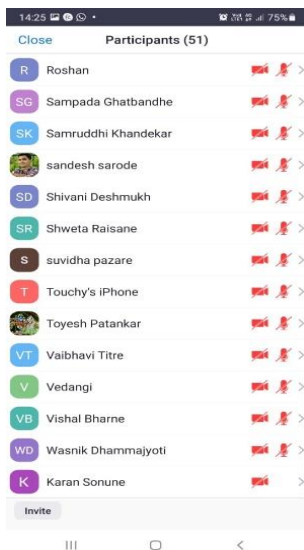 14:25 75%
Close Participants (51)
R Roshan
SG Sampada Ghatbandhe
SK Samruddhi Khandekar
sandesh sarode
SD Shivani Deshmukh
SR Shweta Raisane
s suvidha pazare
T Touchy's iPhone
Toyesh Patankar
VT Vaibhavi Titre
V Vedangi
VB Vishal Bharne
WD Wasnik Dhammajyoti
K Karan Sonune
Invite